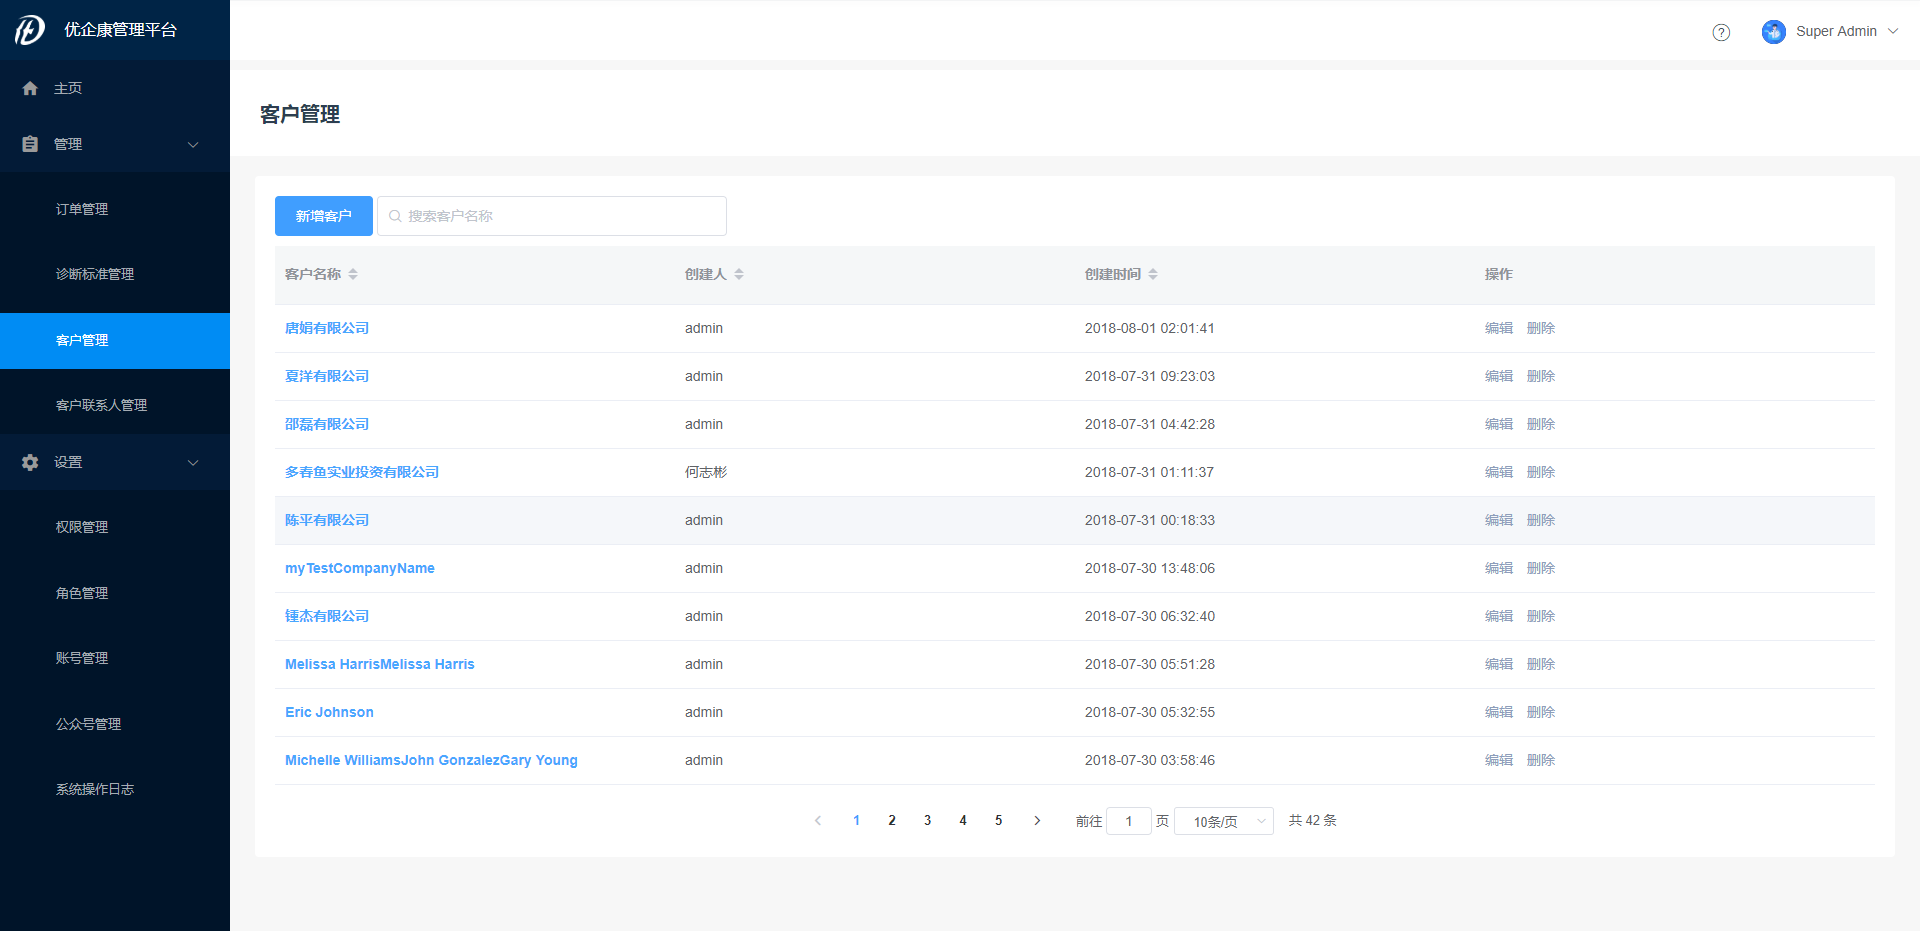 优企康管理平台
Super Admin
主页
管理
订单管理
诊断标准管理
客户管理
客户联系人管理
设置
权限管理
角色管理
账号管理
公众号管理
系统操作日志
客户管理
新增客户 搜索客户名称
客户名称 创建人 创建时间 操作
唐娟有限公司 admin 2018-08-01 02:01:41 编辑 删除
夏洋有限公司 admin 2018-07-31 09:23:03 编辑 删除
邵磊有限公司 admin 2018-07-31 04:42:28 编辑 删除
多春鱼实业投资有限公司 何志彬 2018-07-31 01:11:37 编辑 删除
陈平有限公司 admin 2018-07-31 00:18:33 编辑 删除
myTestCompanyName admin 2018-07-30 13:48:06 编辑 删除
锺杰有限公司 admin 2018-07-30 06:32:40 编辑 删除
Melissa HarrisMelissa Harris admin 2018-07-30 05:51:28 编辑 删除
Eric Johnson admin 2018-07-30 05:32:55 编辑 删除
Michelle WilliamsJohn GonzalezGary Young admin 2018-07-30 03:58:46 编辑 删除
1 2 3 4 5 前往 1 页 10条/页 共 42 条